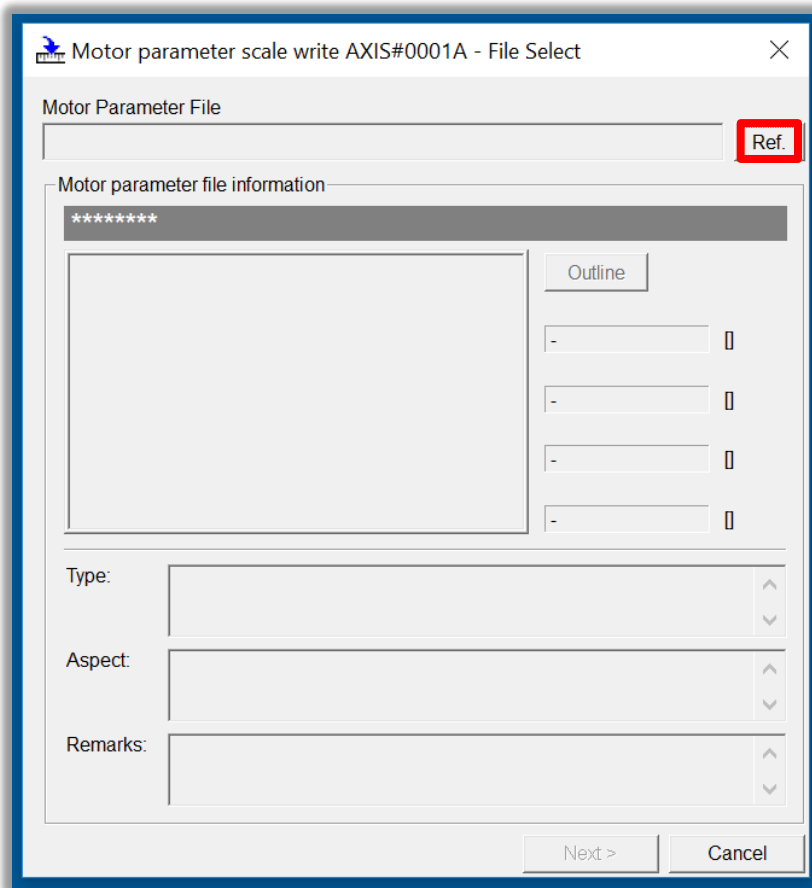 Motor parameter scale write AXIS#0001A - File Select
Motor Parameter File
Ref.
Motor parameter file information
********
Outline
- []
- []
- []
- []
Type:
Aspect:
Remarks:
Next >
Cancel